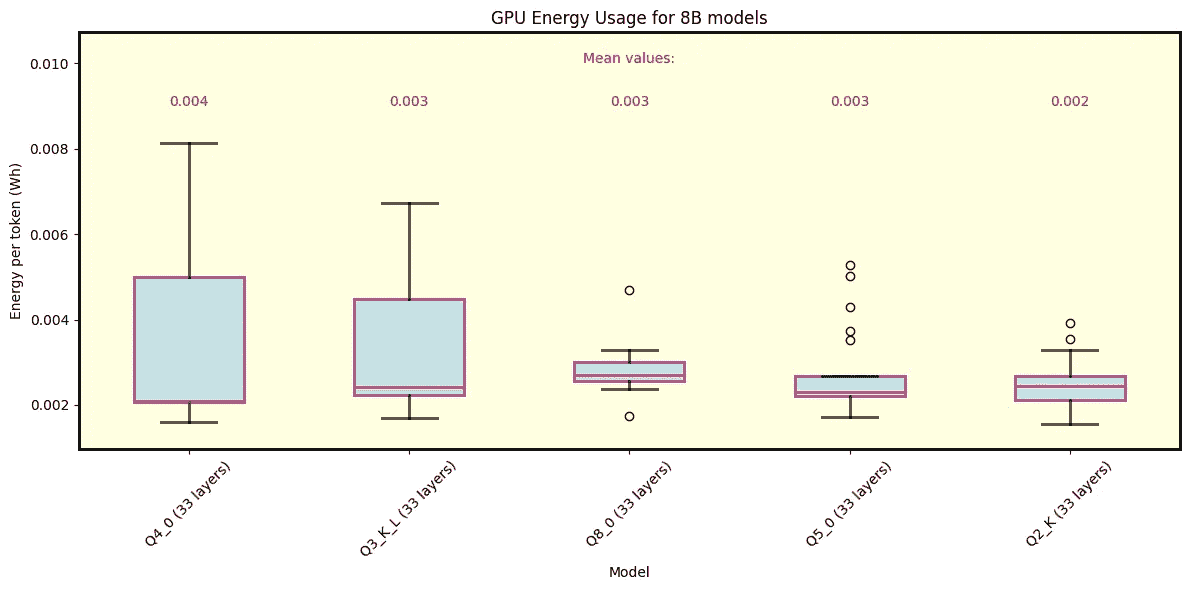 GPU Energy Usage for 8B models
Mean values:
0.004 0.003 0.003 0.003 0.002
Energy per token (Wh)
0.010
0.008
0.006
0.004
0.002
Q4_0 (33 layers)
Q3_K_L (33 layers)
Q8_0 (33 layers)
Q5_0 (33 layers)
Q2_K (33 layers)
Model